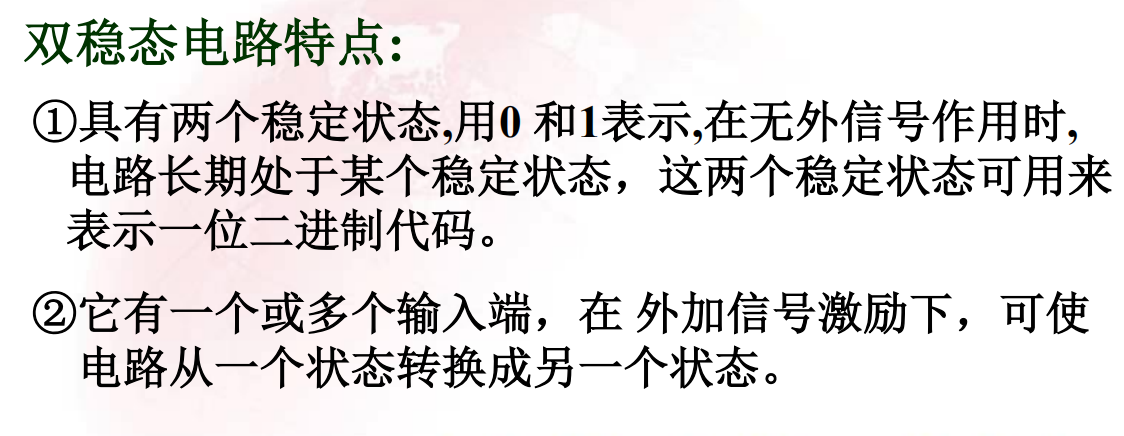 双稳态电路特点:
①具有两个稳定状态,用0 和1表示,在无外信号作用时,
电路长期处于某个稳定状态，这两个稳定状态可用来
表示一位二进制代码。
②它有一个或多个输入端，在 外加信号激励下，可使
电路从一个状态转换成另一个状态。